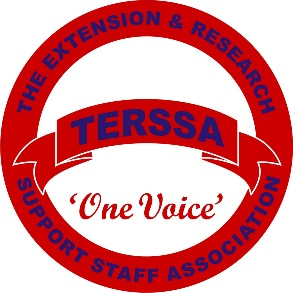 THE EXTENSION & RESEARCH
TERSSA
'One Voice'
SUPPORT STAFF ASSOCIATION